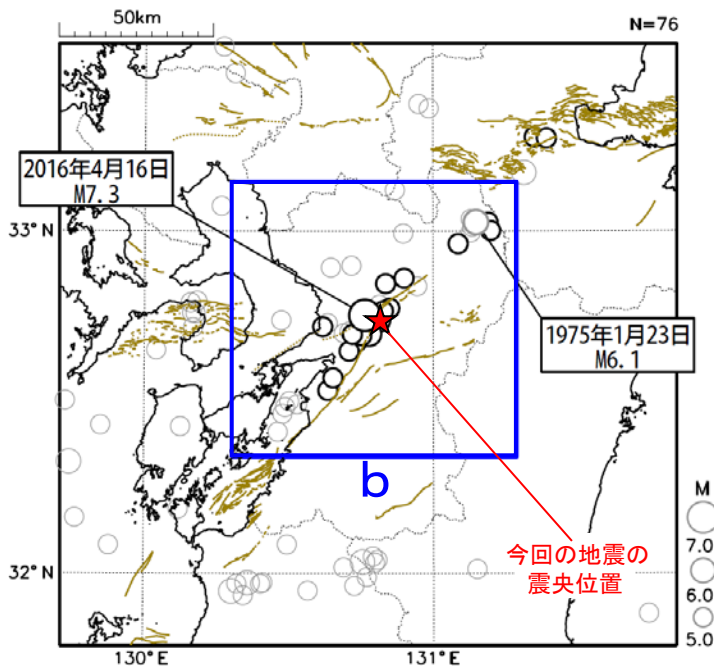 50km
N=76
2016年4月16日
M7.3
33°N
1975年1月23日
M6.1
b
M
7.0
6.0
5.0
今回の地震の
震央位置
32°N
130°E
131°E